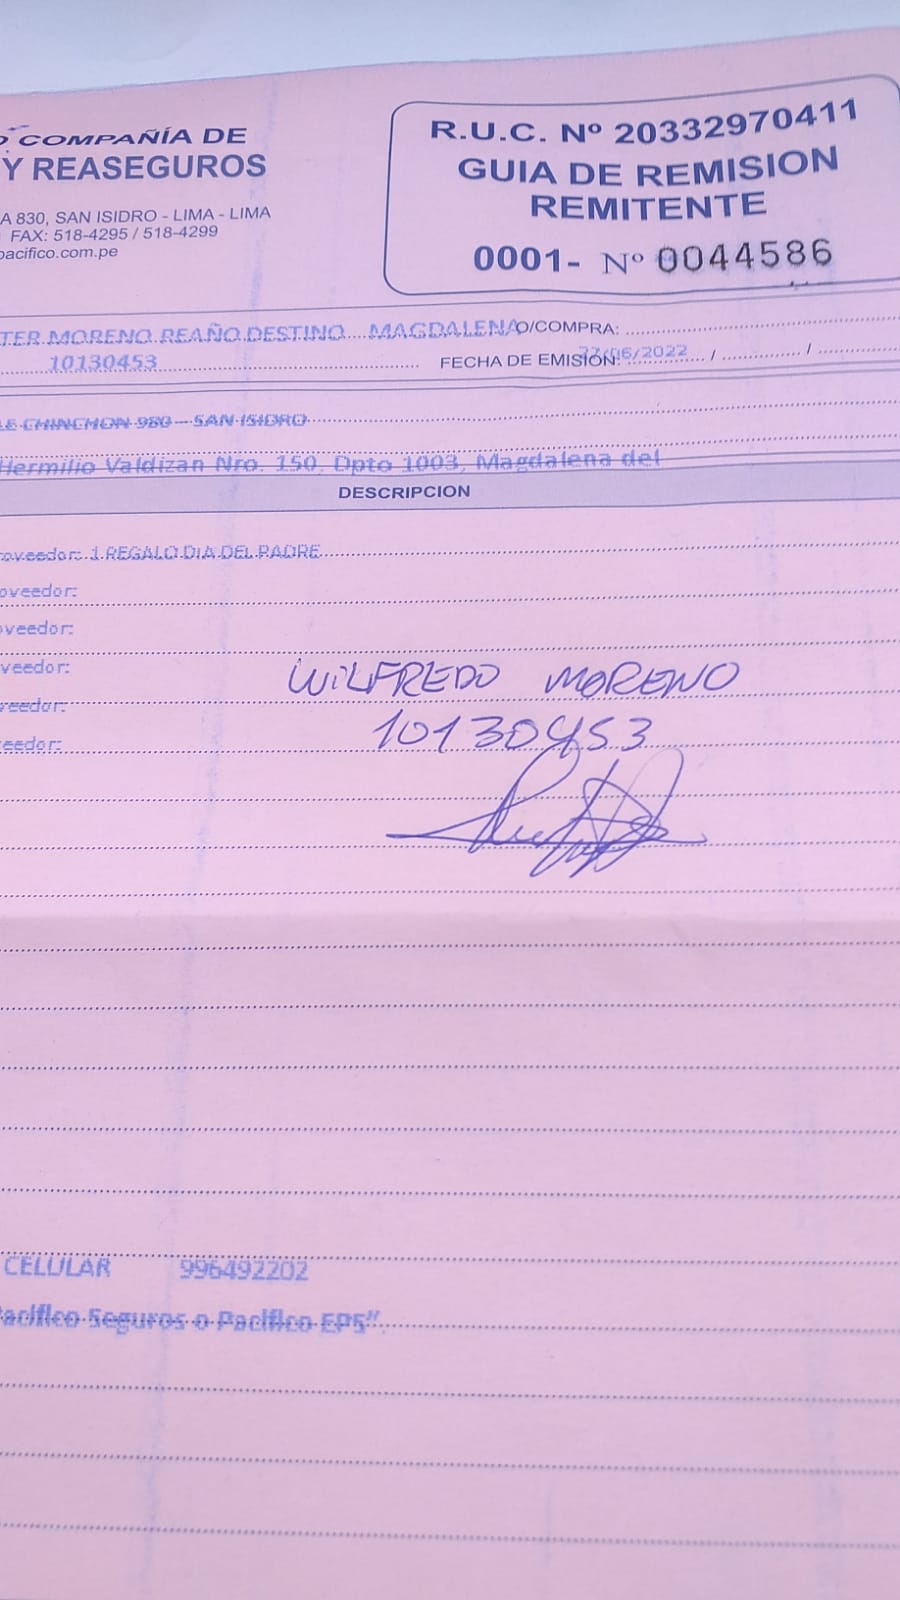 COMPAÑÍA DE
Y REASEGUROS
A 830, SAN ISIDRO - LIMA - LIMA
FAX: 518-4295 / 518-4299
pacifico.com.pe
R.U.C. Nº 20332970411
GUIA DE REMISION
REMITENTE
0001- Nº 0044586
TER MORENO REAÑO DESTINO MAGDALENA O/COMPRA:
10130453 FECHA DE EMISIÓN: /06/2022 / /
LE CHINCHON 980 - SAN ISIDRO
Hermilio Valdizan Nro. 150, Dpto 1003, Magdalena del
DESCRIPCION
oveedor: 1 REGALO DIA DEL PADRE
oveedor:
veedor:
veedor:
veedor:
eedor:
WILFREDO MORENO
10130453
CELULAR 996492202
acifico Seguros o Pacifico EPS"